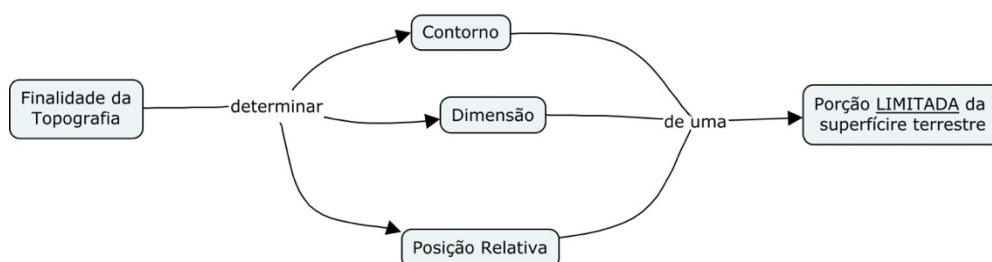 Finalidade da
Topografia
determinar
Contorno
Dimensão
Posição Relativa
de uma
Porção LIMITADA da
superfícire terrestre